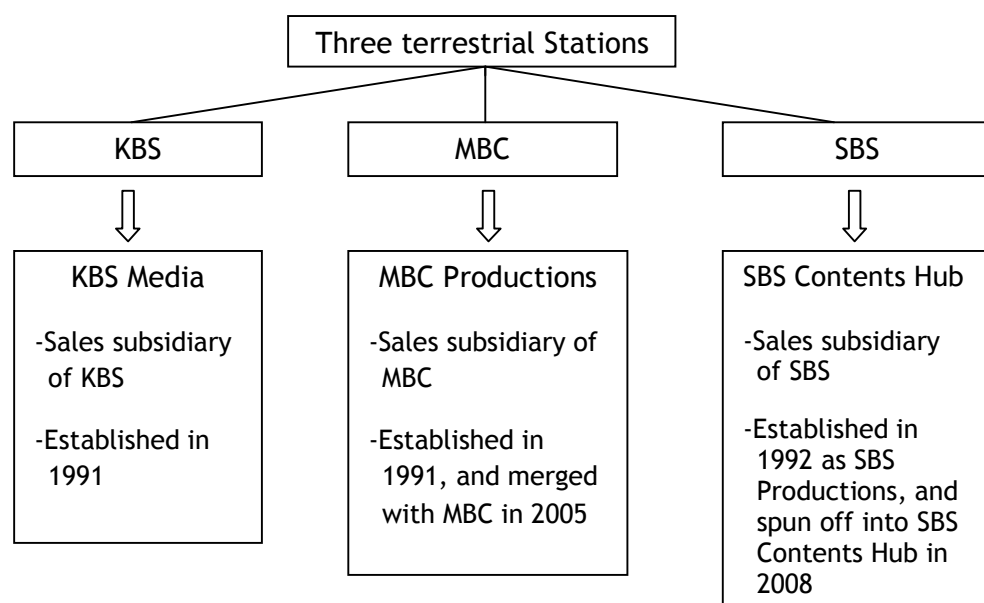 Three terrestrial Stations
KBS
MBC
SBS
KBS Media
-Sales subsidiary
of KBS
-Established in
1991
MBC Productions
-Sales subsidiary of
MBC
-Established in
1991, and merged
with MBC in 2005
SBS Contents Hub
-Sales subsidiary
of SBS
-Established in
1992 as SBS
Productions, and
spun off into SBS
Contents Hub in
2008